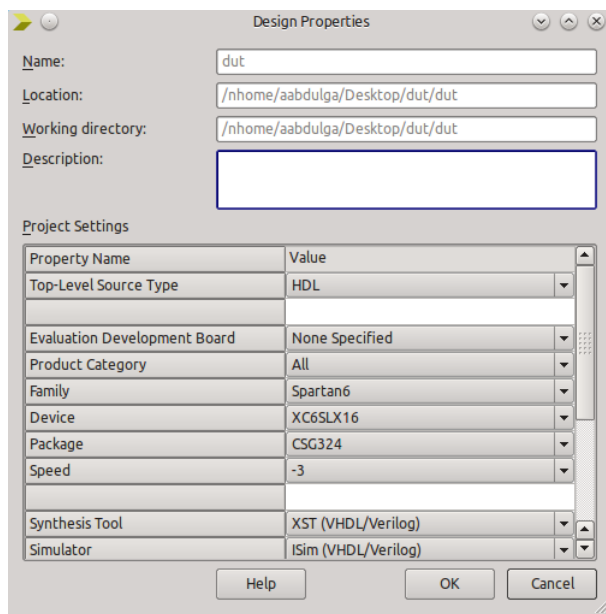 Design Properties
Name: dut
Location: /nhome/aabdulga/Desktop/dut/dut
Working directory: /nhome/aabdulga/Desktop/dut/dut
Description:
Project Settings
Property Name Value
Top-Level Source Type HDL
Evaluation Development Board None Specified
Product Category All
Family Spartan6
Device XC6SLX16
Package CSG324
Speed -3
Synthesis Tool XST (VHDL/Verilog)
Simulator ISim (VHDL/Verilog)
Help OK Cancel